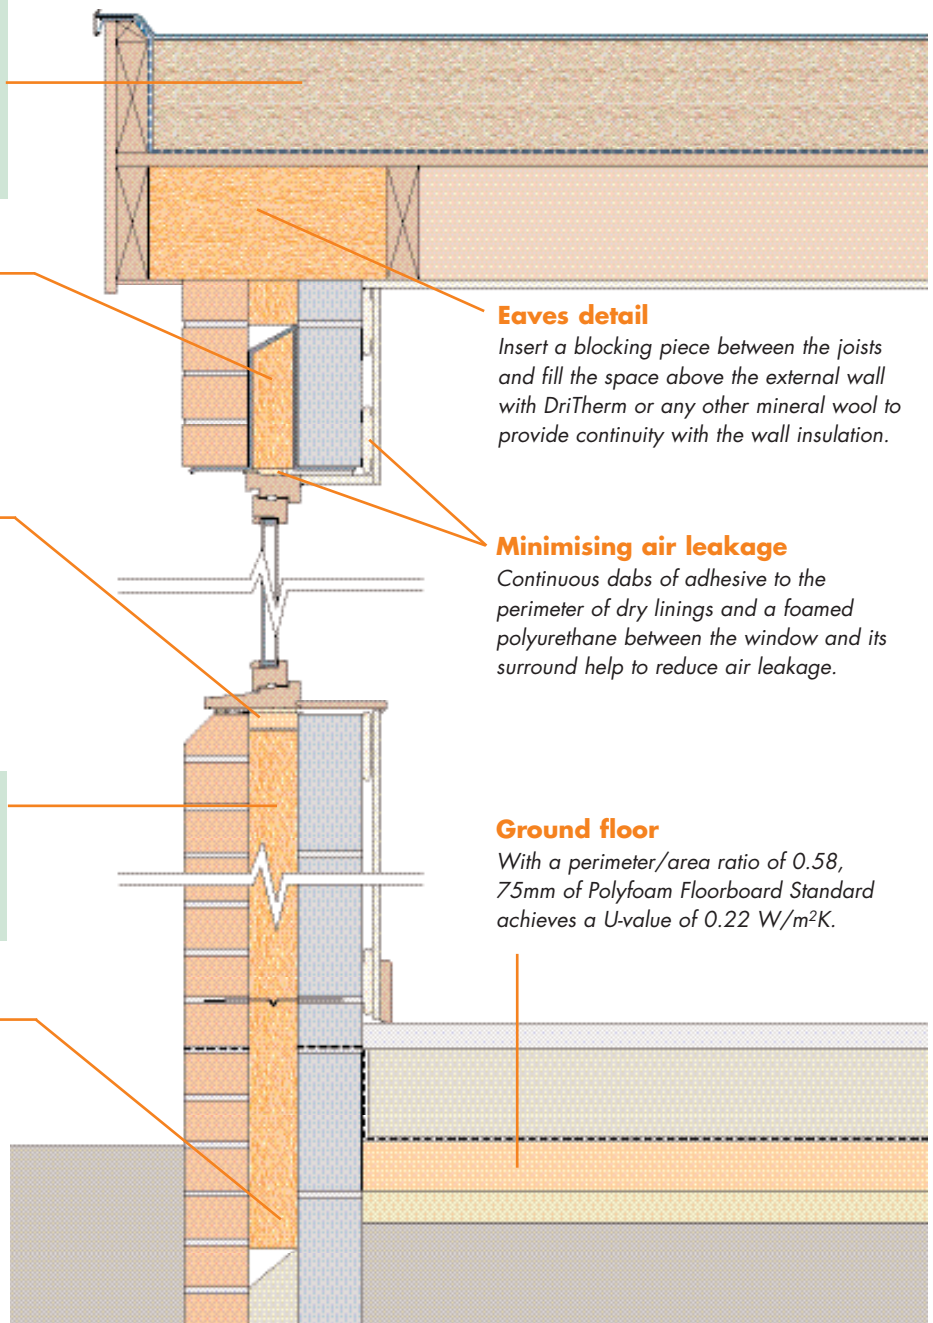 Eaves detail
Insert a blocking piece between the joists
and fill the space above the external wall
with DriTherm or any other mineral wool to
provide continuity with the wall insulation.
Minimising air leakage
Continuous dabs of adhesive to the
perimeter of dry linings and a foamed
polyurethane between the window and its
surround help to reduce air leakage.
Ground floor
With a perimeter/area ratio of 0.58,
75mm of Polyfoam Floorboard Standard
achieves a U-value of 0.22 W/m²K.